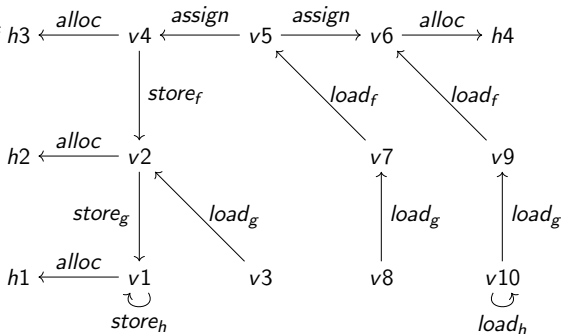 h3 alloc v4 assign v5 assign v6 alloc h4
store_f load_f load_f
h2 alloc v2 v7 v9
store_g load_g load_g load_g
h1 alloc v1 v3 v8 v10
store_h load_h